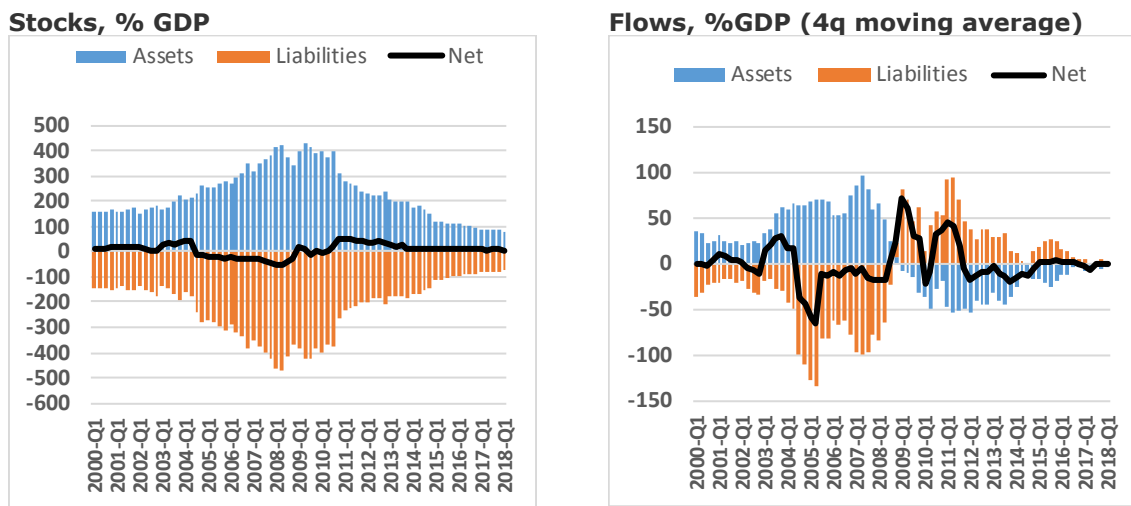 Stocks, % GDP
Assets Liabilities Net
500
400
300
200
100
0
-100
-200
-300
-400
-500
-600
2000-Q1
2001-Q1
2002-Q1
2003-Q1
2004-Q1
2005-Q1
2006-Q1
2007-Q1
2008-Q1
2009-Q1
2010-Q1
2011-Q1
2012-Q1
2013-Q1
2014-Q1
2015-Q1
2016-Q1
2017-Q1
2018-Q1
Flows, %GDP (4q moving average)
Assets Liabilities Net
150
100
50
0
-50
-100
-150
2000-Q1
2001-Q1
2002-Q1
2003-Q1
2004-Q1
2005-Q1
2006-Q1
2007-Q1
2008-Q1
2009-Q1
2010-Q1
2011-Q1
2012-Q1
2013-Q1
2014-Q1
2015-Q1
2016-Q1
2017-Q1
2018-Q1